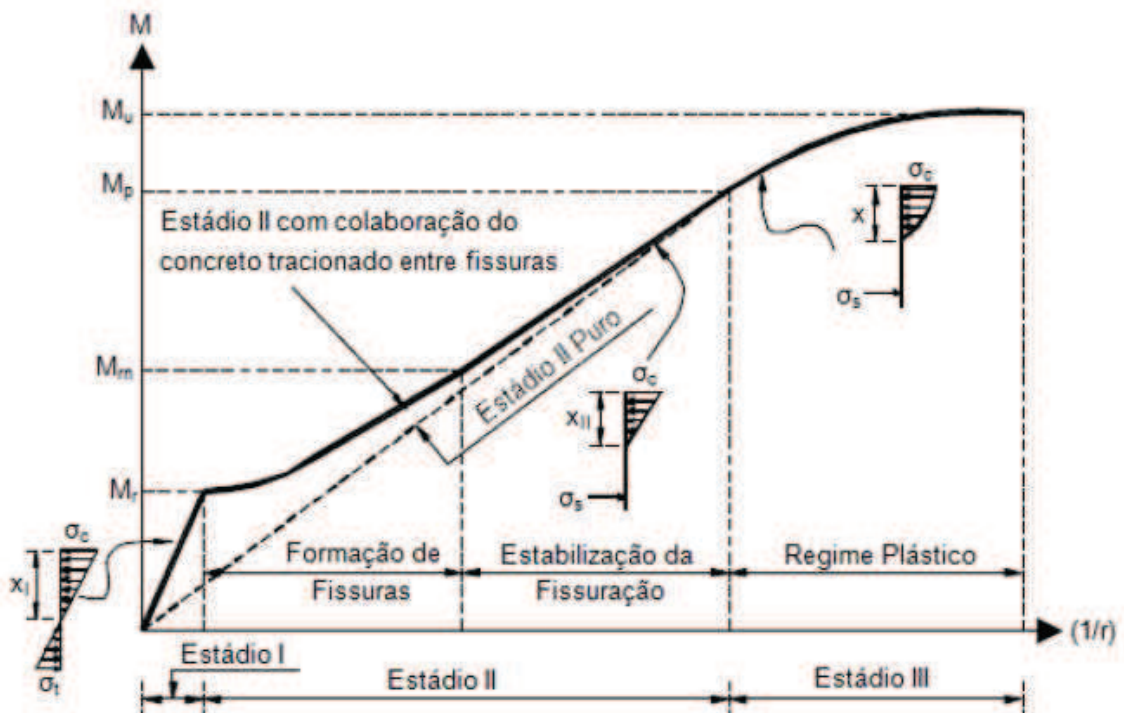 M
Mᵤ
Mₚ
Estádio II com colaboração do
concreto tracionado entre fissuras
σc
x
σs
Mm
Estádio II Puro
σc
xII
σs
Mr
σc
xI
σt
Formação de
Fissuras
Estabilização da
Fissuração
Regime Plástico
(1/r)
Estádio I
Estádio II
Estádio III